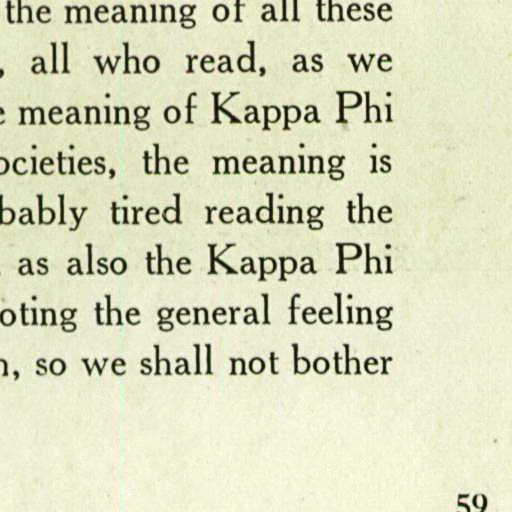 the meaning of all these
, all who read, as we
meaning of Kappa Phi
ocieties, the meaning is
bably tired reading the
as also the Kappa Phi
oting the general feeling
, so we shall not bother
59